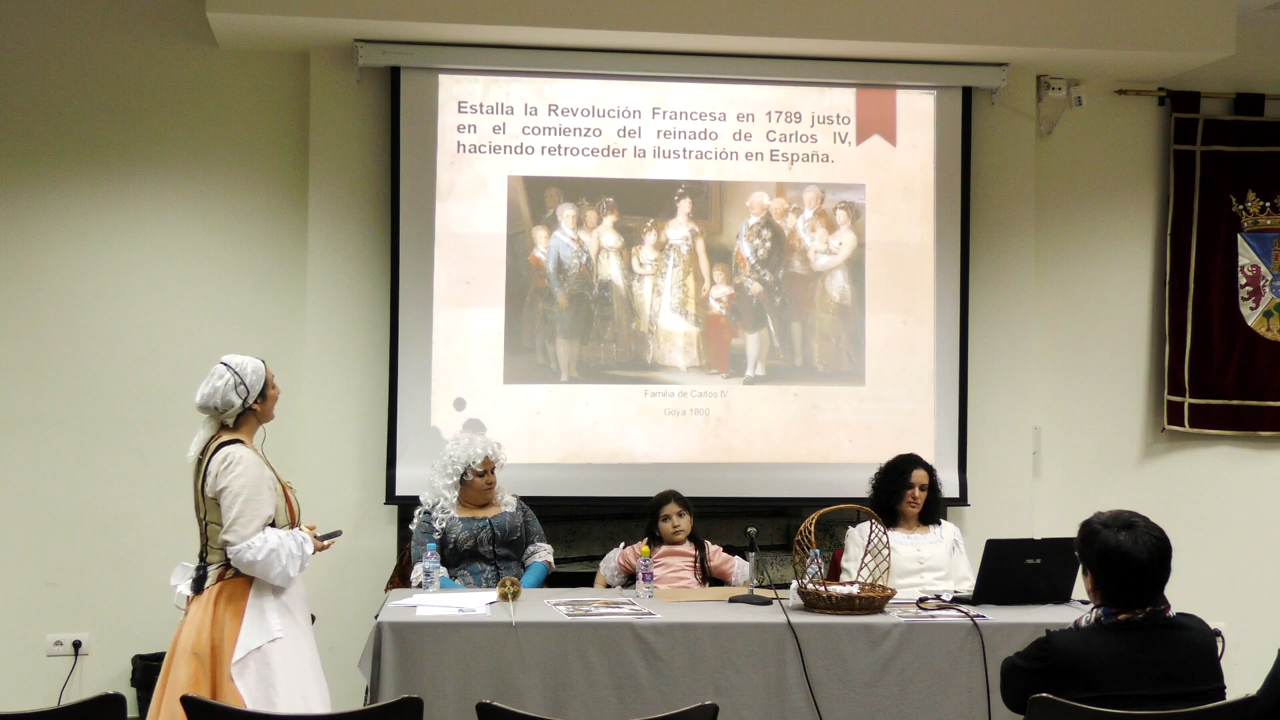 Estalla la Revolución Francesa en 1789 justo
en el comienzo del reinado de Carlos IV,
haciendo retroceder la ilustración en España.
Familia de Carlos IV
Goya 1800
ASUS